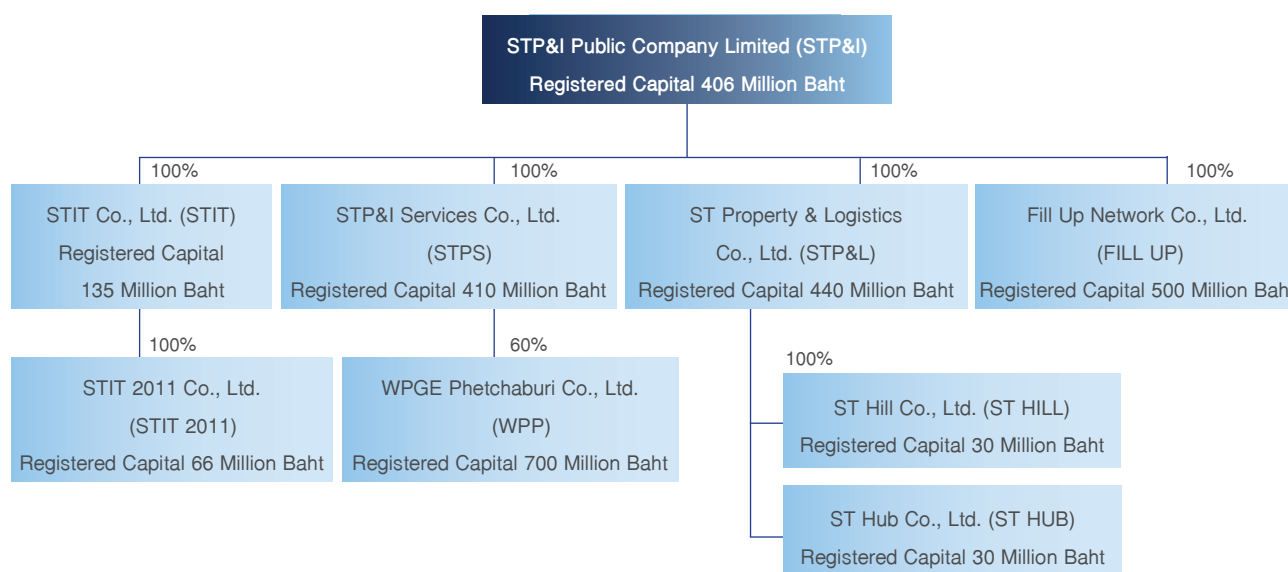 STP&I Public Company Limited (STP&I)
Registered Capital 406 Million Baht
100%
100%
100%
100%
STIT Co., Ltd. (STIT)
Registered Capital
135 Million Baht
STP&I Services Co., Ltd.
(STPS)
Registered Capital 410 Million Baht
ST Property & Logistics
Co., Ltd. (STP&L)
Registered Capital 440 Million Baht
Fill Up Network Co., Ltd.
(FILL UP)
Registered Capital 500 Million Bah
100%
60%
100%
STIT 2011 Co., Ltd.
(STIT 2011)
Registered Capital 66 Million Baht
WPGE Phetchaburi Co., Ltd.
(WPP)
Registered Capital 700 Million Baht
ST Hill Co., Ltd. (ST HILL)
Registered Capital 30 Million Baht
ST Hub Co., Ltd. (ST HUB)
Registered Capital 30 Million Baht